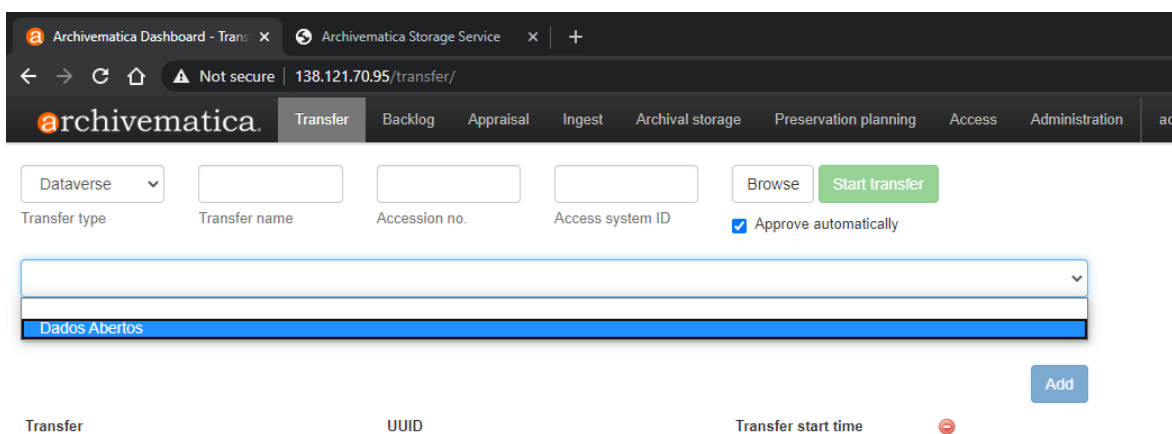 Archivematica Dashboard - Trans
Archivematica Storage Service
Not secure 138.121.70.95/transfer/
archivematica. Transfer Backlog Appraisal Ingest Archival storage Preservation planning Access Administration
Dataverse Browse Start transfer
Transfer type Transfer name Accession no. Access system ID Approve automatically
Dados Abertos
Add
Transfer UUID Transfer start time